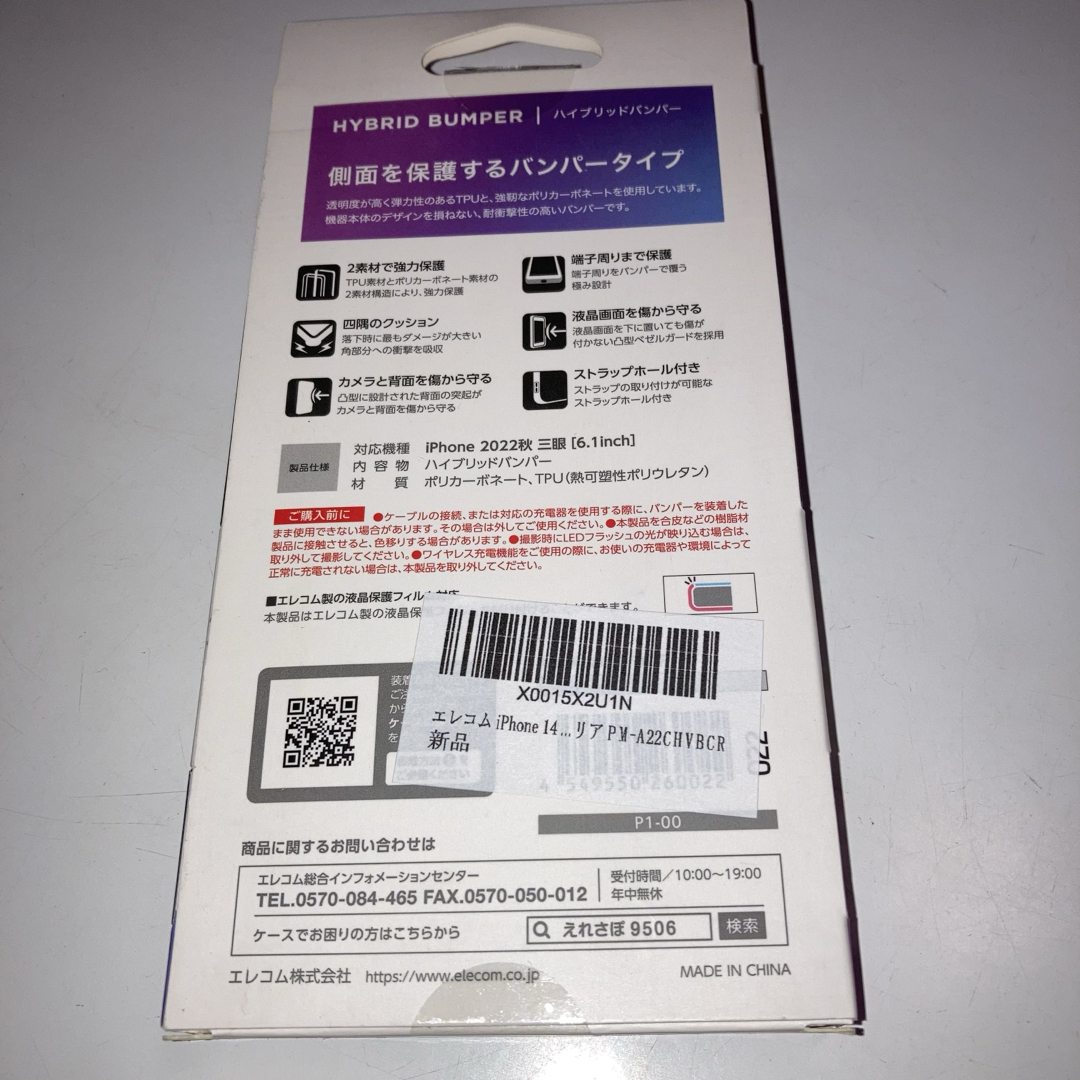 HYBRID BUMPER | ハイブリッドバンパー
側面を保護するバンパータイプ
透明度が高く弾力性のあるTPUと、強靭なポリカーボネートを使用しています。
機器本体のデザインを損ねない、耐衝撃性の高いバンパーです。
2素材で強力保護
TPU素材とポリカーボネート素材の
2素材構造により、強力保護
端子周りまで保護
端子周りをバンパーで覆う
極み設計
四隅のクッション
落下時に最もダメージが大きい
角部分への衝撃を吸収
液晶画面を傷から守る
液晶画面を下に置いても傷が
付かない凸型ベゼルガードを採用
カメラと背面を傷から守る
凸型に設計された背面の突起が
カメラと背面を傷から守る
ストラップホール付き
ストラップの取り付けが可能な
ストラップホール付き
製品仕様
対応機種 iPhone 2022秋 三眼 [6.1inch]
内容物 ハイブリッドバンパー
材質 ポリカーボネート、TPU（熱可塑性ポリウレタン）
ご購入前に ●ケーブルの接続、または対応の充電器を使用する際に、バンパーを装着した
まま使用できない場合があります。その場合は外してご使用ください。●本製品を合皮などの樹脂材
製品に接触させると、色移りする場合があります。●撮影時にLEDフラッシュの光が映り込む場合は、
取り外して撮影してください。●ワイヤレス充電機能をご使用の際に、お使いの充電器や環境によって
正常に充電されない場合は、本製品を取り外してください。
■エレコム製の液晶保護フィルム対応
本製品はエレコム製の液晶保 ができます。
X0015X2U1N
エレコム iPhone 14...リア PM-A22CHVBCR
新品
4 549550 260022
P1-00
商品に関するお問い合わせは
エレコム総合インフォメーションセンター
TEL.0570-084-465 FAX.0570-050-012
受付時間／10:00〜19:00
年中無休
ケースでお困りの方はこちらから
えれさぽ 9506 検索
エレコム株式会社 https://www.elecom.co.jp
MADE IN CHINA